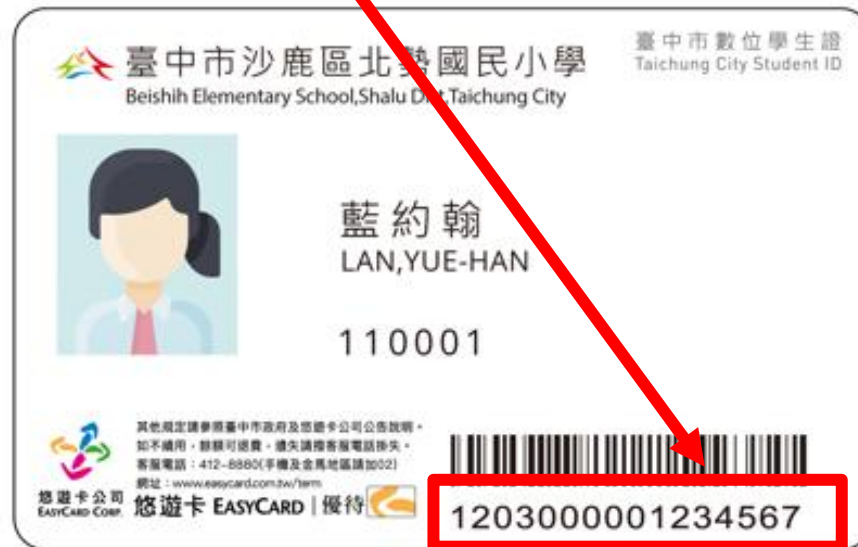 臺中市沙鹿區北勢國民小學
Beishih Elementary School,Shalu Dist,Taichung City
臺中市數位學生證
Taichung City Student ID
藍約翰
LAN,YUE-HAN
110001
其他規定請參照臺中市政府及悠遊卡公司公告說明。
如不續用,餘額可退費,遺失請撥客服電話掛失。
客服電話:412-8880(手機及金馬地區請加02)
網址:www.easycard.com.tw/term
悠遊卡公司
EASYCARD CORP.
悠遊卡 EASYCARD | 優待
1203000001234567